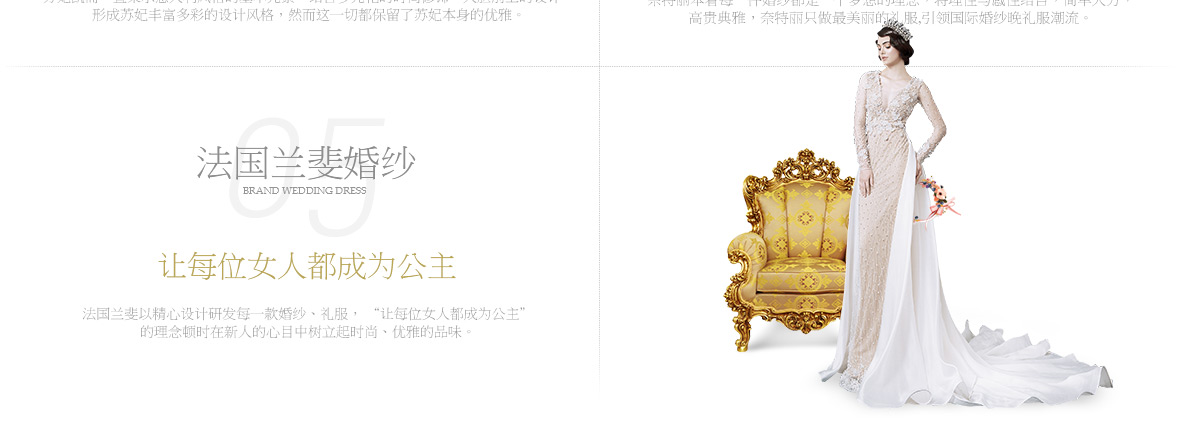 形成苏妃丰富多彩的设计风格，然而这一切都保留了苏妃本身的优雅。
高贵典雅，奈特丽只做最美丽的礼服,引领国际婚纱晚礼服潮流。
05
法国兰斐婚纱
BRAND WEDDING DRESS
让每位女人都成为公主
法国兰斐以精心设计研发每一款婚纱、礼服， “让每位女人都成为公主”
的理念顿时在新人的心目中树立起时尚、优雅的品味。